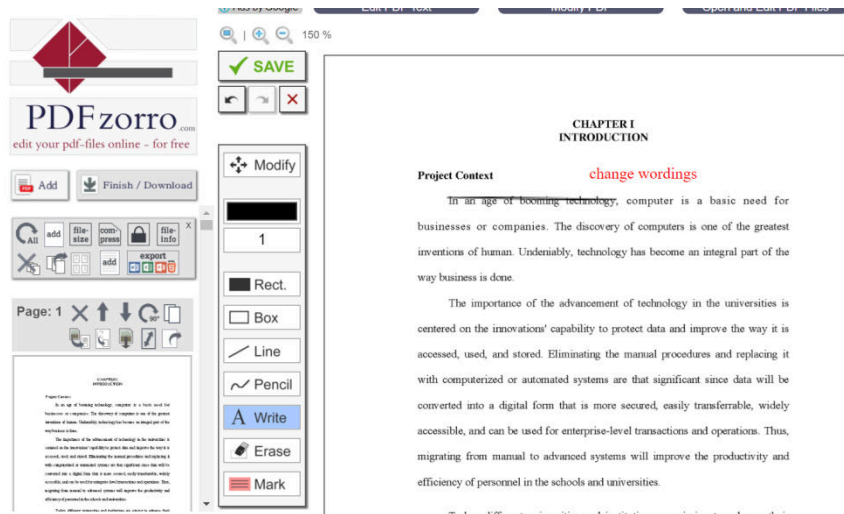 Ads by Google
Edit PDF Text
Modify PDF
Open and Edit PDF Files
150 %
PDFzorro.com
edit your pdf-files online - for free
Add
Finish / Download
All
add
file-size
com-press
file-info
X
add
export
Page: 1
90°
SAVE
Modify
1
Rect.
Box
Line
Pencil
A Write
Erase
Mark
CHAPTER I
INTRODUCTION
Project Context
change wordings
In an age of booming technology, computer is a basic need for
businesses or companies. The discovery of computers is one of the greatest
inventions of human. Undeniably, technology has become an integral part of the
way business is done.
The importance of the advancement of technology in the universities is
centered on the innovations' capability to protect data and improve the way it is
accessed, used, and stored. Eliminating the manual procedures and replacing it
with computerized or automated systems are that significant since data will be
converted into a digital form that is more secured, easily transferrable, widely
accessible, and can be used for enterprise-level transactions and operations. Thus,
migrating from manual to advanced systems will improve the productivity and
efficiency of personnel in the schools and universities.